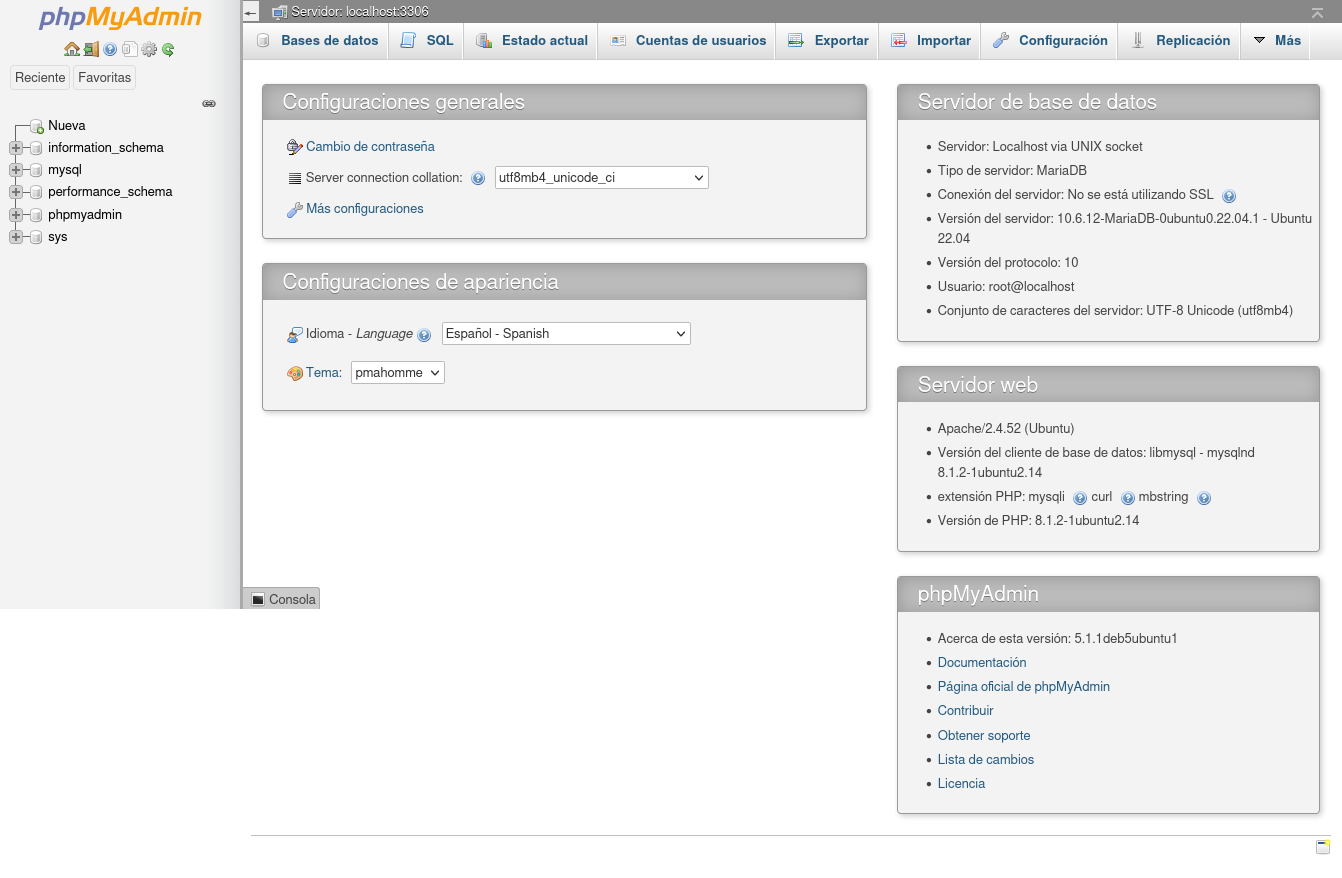 phpMyAdmin
Reciente
Favoritas
Nueva
information_schema
mysql
performance_schema
phpmyadmin
sys
Servidor: localhost:3306
Bases de datos
SQL
Estado actual
Cuentas de usuarios
Exportar
Importar
Configuración
Replicación
Más
Configuraciones generales
Cambio de contraseña
Server connection collation:
utf8mb4_unicode_ci
Más configuraciones
Configuraciones de apariencia
Idioma - Language
Español - Spanish
Tema:
pmahomme
Servidor de base de datos
Servidor: Localhost via UNIX socket
Tipo de servidor: MariaDB
Conexión del servidor: No se está utilizando SSL
Versión del servidor: 10.6.12-MariaDB-0ubuntu0.22.04.1 - Ubuntu
22.04
Versión del protocolo: 10
Usuario: root@localhost
Conjunto de caracteres del servidor: UTF-8 Unicode (utf8mb4)
Servidor web
Apache/2.4.52 (Ubuntu)
Versión del cliente de base de datos: libmysql - mysqlnd
8.1.2-1ubuntu2.14
extensión PHP: mysqli curl mbstring
Versión de PHP: 8.1.2-1ubuntu2.14
phpMyAdmin
Acerca de esta versión: 5.1.1deb5ubuntu1
Documentación
Página oficial de phpMyAdmin
Contribuir
Obtener soporte
Lista de cambios
Licencia
Consola